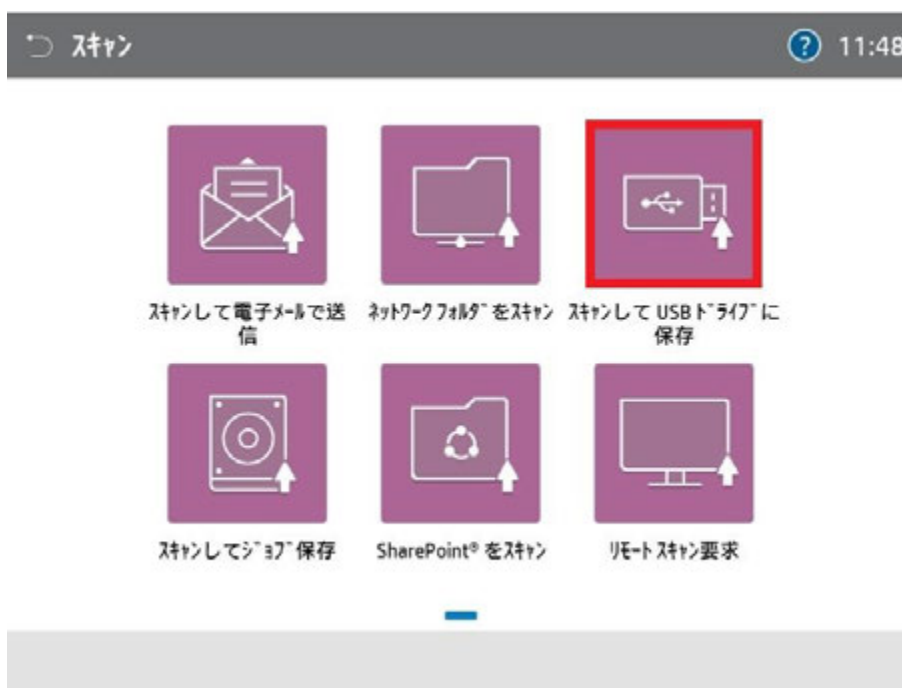 スキャン
? 11:48
スキャンして電子メールで送
信
ネットワーク フォルダーをスキャン
スキャンして USB ドライブに
保存
スキャンしてジョブ保存
SharePoint® をスキャン
リモート スキャン要求